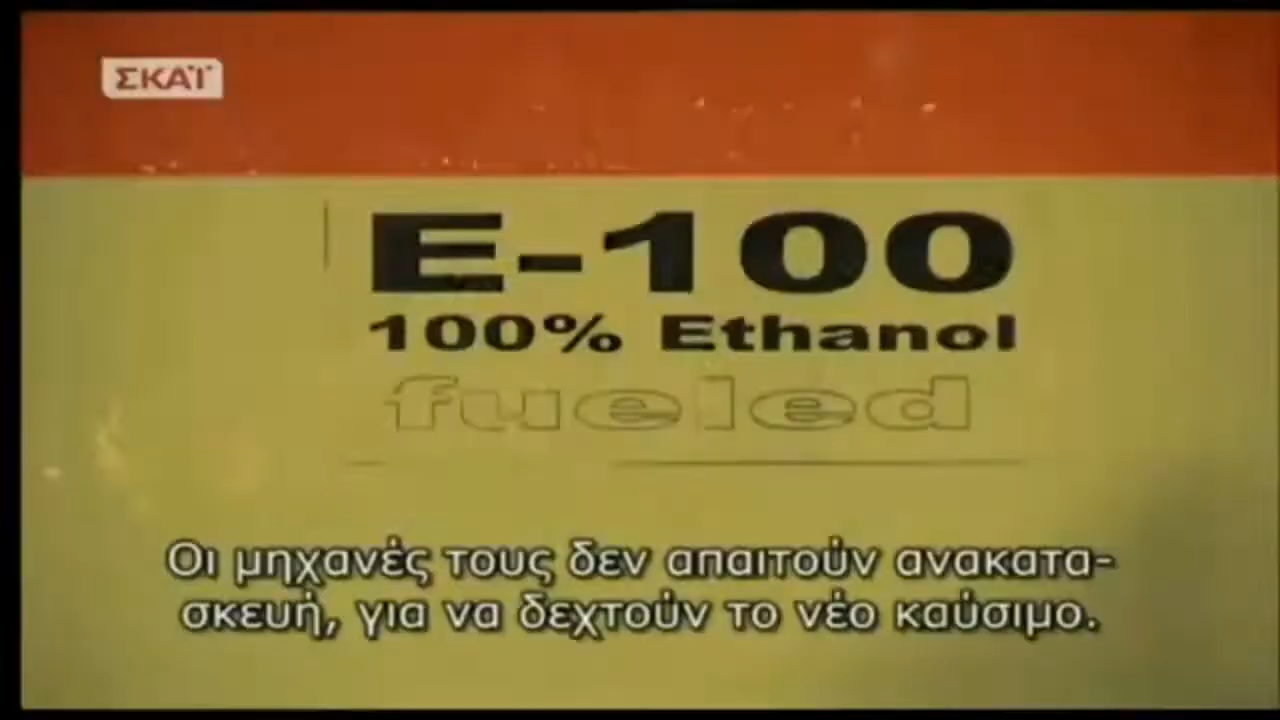 ΣΚΑΪ
E-100
100% Ethanol
fueled
Οι μηχανές τους δεν απαιτούν ανακατα-
σκευή, για να δεχτούν το νέο καύσιμο.